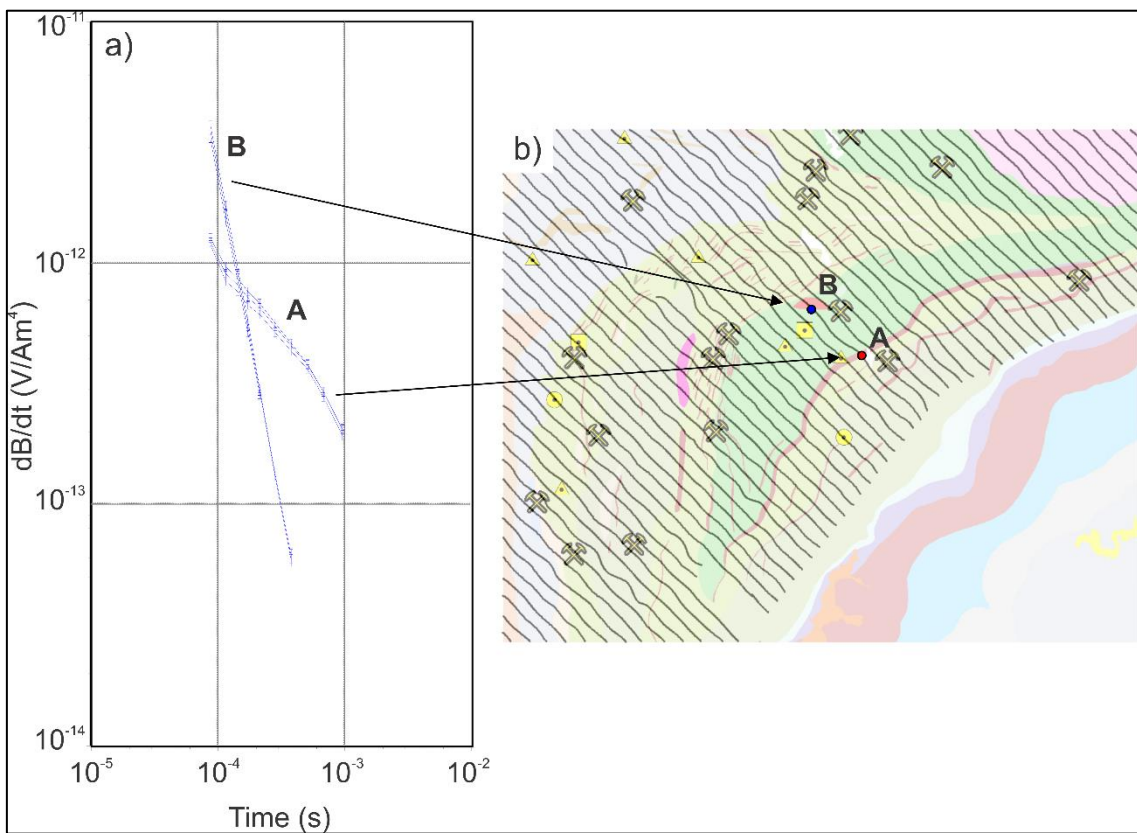 a)
10⁻¹¹
10⁻¹²
10⁻¹³
10⁻¹⁴
dB/dt (V/Am⁴)
B
A
10⁻⁵
10⁻⁴
10⁻³
10⁻²
Time (s)
b)
B
A